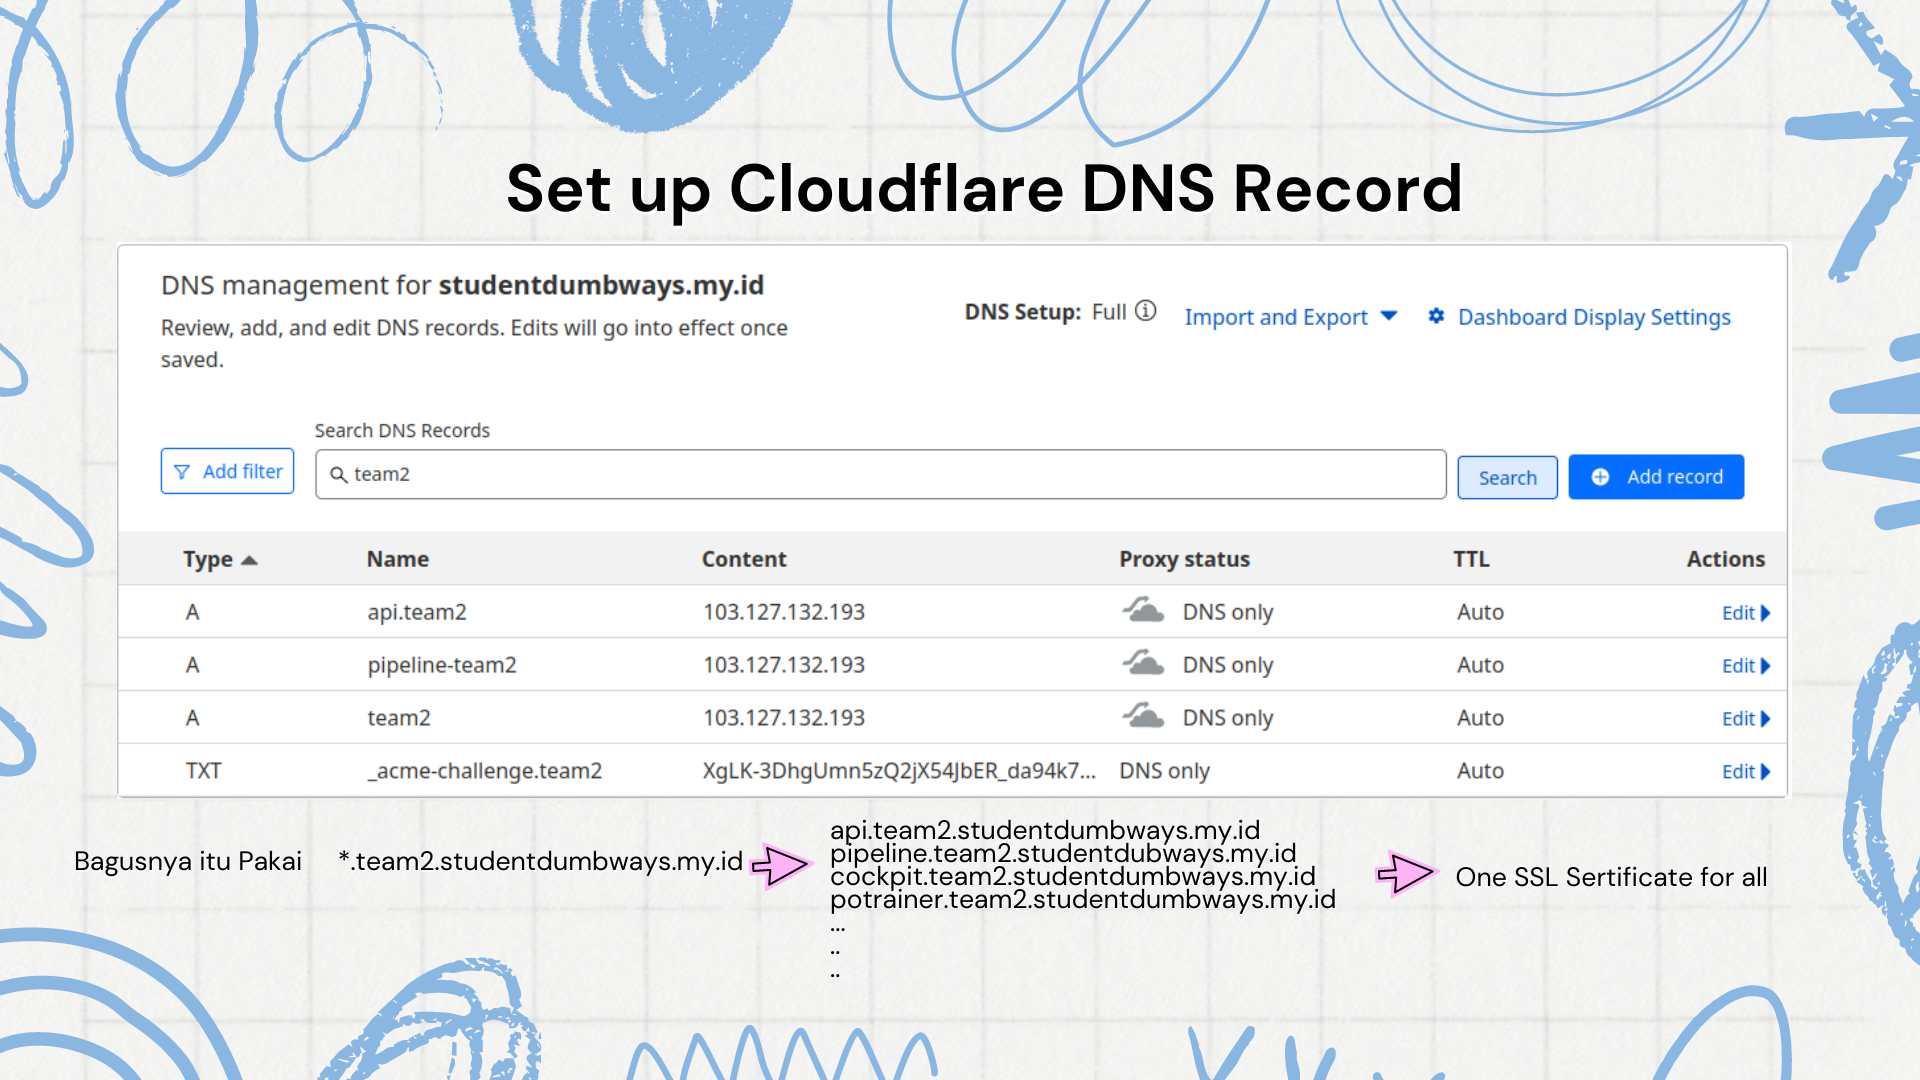 Set up Cloudflare DNS Record
DNS management for studentdumbways.my.id
Review, add, and edit DNS records. Edits will go into effect once
saved.
DNS Setup: Full
Import and Export
Dashboard Display Settings
Search DNS Records
Add filter
team2
Search
Add record
Type Name Content Proxy status TTL Actions
A api.team2 103.127.132.193 DNS only Auto Edit
A pipeline-team2 103.127.132.193 DNS only Auto Edit
A team2 103.127.132.193 DNS only Auto Edit
TXT _acme-challenge.team2 XgLK-3DhgUmn5zQ2jX54JbER_da94k7... DNS only Auto Edit
Bagusnya itu Pakai *.team2.studentdumbways.my.id
api.team2.studentdumbways.my.id
pipeline.team2.studentdubways.my.id
cockpit.team2.studentdumbways.my.id
potrainer.team2.studentdumbways.my.id
...
..
..
One SSL Sertificate for all